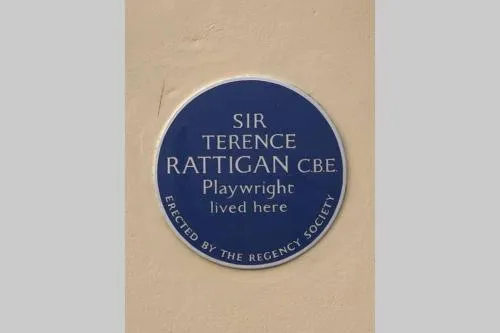 SIR
TERENCE
RATTIGAN C.B.E.
Playwright
lived here
ERECTED BY THE REGENCY SOCIETY